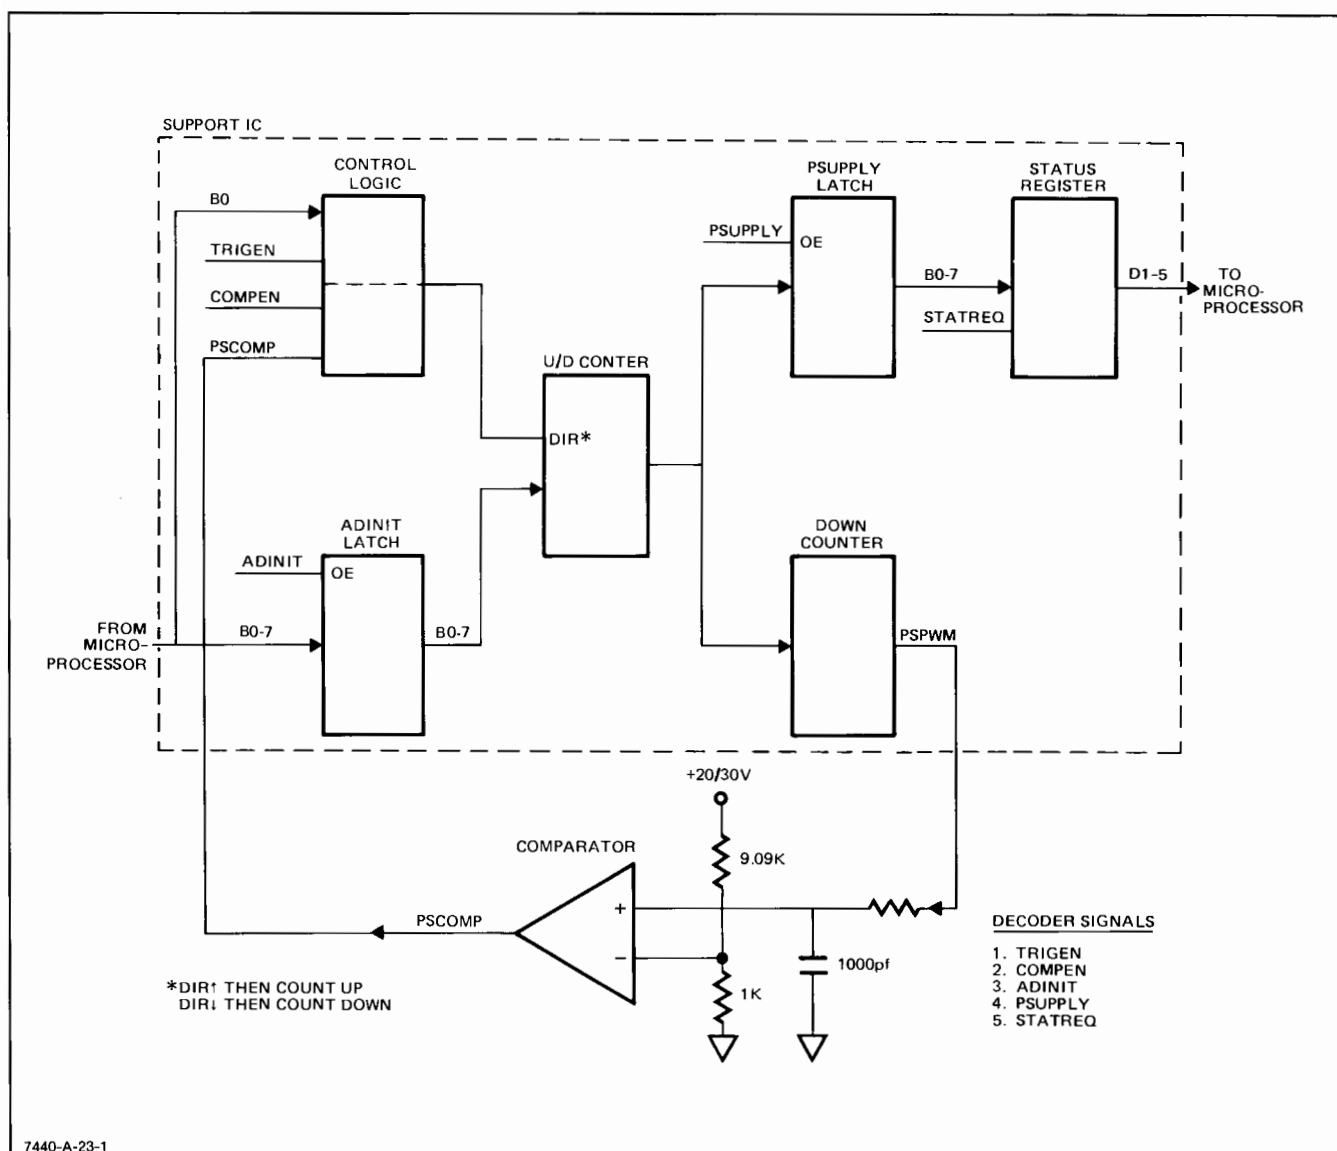 SUPPORT IC
CONTROL
LOGIC
B0
TRIGEN
COMPEN
PSCOMP
PSUPPLY
LATCH
PSUPPLY
OE
B0-7
STATUS
REGISTER
STATREQ
D1-5
TO
MICRO-
PROCESSOR
U/D CONTER
DIR*
ADINIT
LATCH
ADINIT
OE
FROM
MICRO-
PROCESSOR
B0-7
B0-7
DOWN
COUNTER
PSPWM
+20/30V
9.09K
COMPARATOR
+
−
PSCOMP
1K
1000pf
*DIR↑ THEN COUNT UP
DIR↓ THEN COUNT DOWN
DECODER SIGNALS
1. TRIGEN
2. COMPEN
3. ADINIT
4. PSUPPLY
5. STATREQ
7440-A-23-1